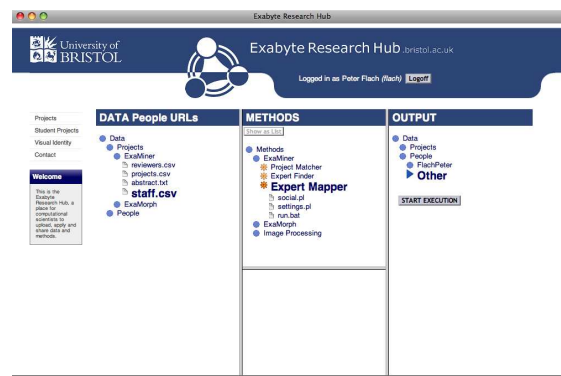 Exabyte Research Hub
University of
BRISTOL
Exabyte Research Hub .bristol.ac.uk
Logged in as Peter Flach (flach) Logoff
Projects
Student Projects
Visual Identity
Contact
Welcome
This is the
Exabyte
Research Hub, a
place for
computational
scientists to
upload, apply and
share data and
methods.
DATA People URLs
Data
Projects
ExaMiner
reviewers.csv
projects.csv
abstract.txt
staff.csv
ExaMorph
People
METHODS
Show as List
Methods
ExaMiner
Project Matcher
Expert Finder
Expert Mapper
social.pl
settings.pl
run.bat
ExaMorph
Image Processing
OUTPUT
Data
Projects
People
FlachPeter
Other
START EXECUTION